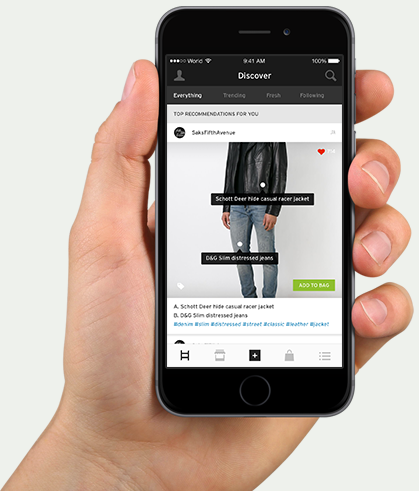 World
9:41 AM
100%
Discover
Everything Trending Fresh Following
TOP RECOMMENDATIONS FOR YOU
SaksFifthAvenue
Schott Deer hide casual racer jacket
D&G Slim distressed jeans
ADD TO BAG
A. Schott Deer hide casual racer jacket
B. D&G Slim distressed jeans
#denim #slim #distressed #street #classic #leather #jacket